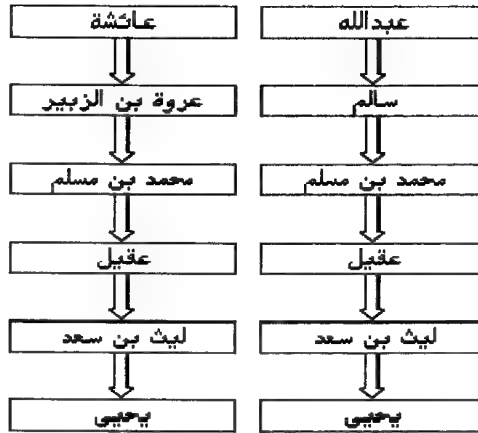 عبدالله
عائشة
سالم
عروة بن الزبير
محمد بن مسلم
محمد بن مسلم
عقيل
عقيل
ليث بن سعد
ليث بن سعد
يحيى
يحيى